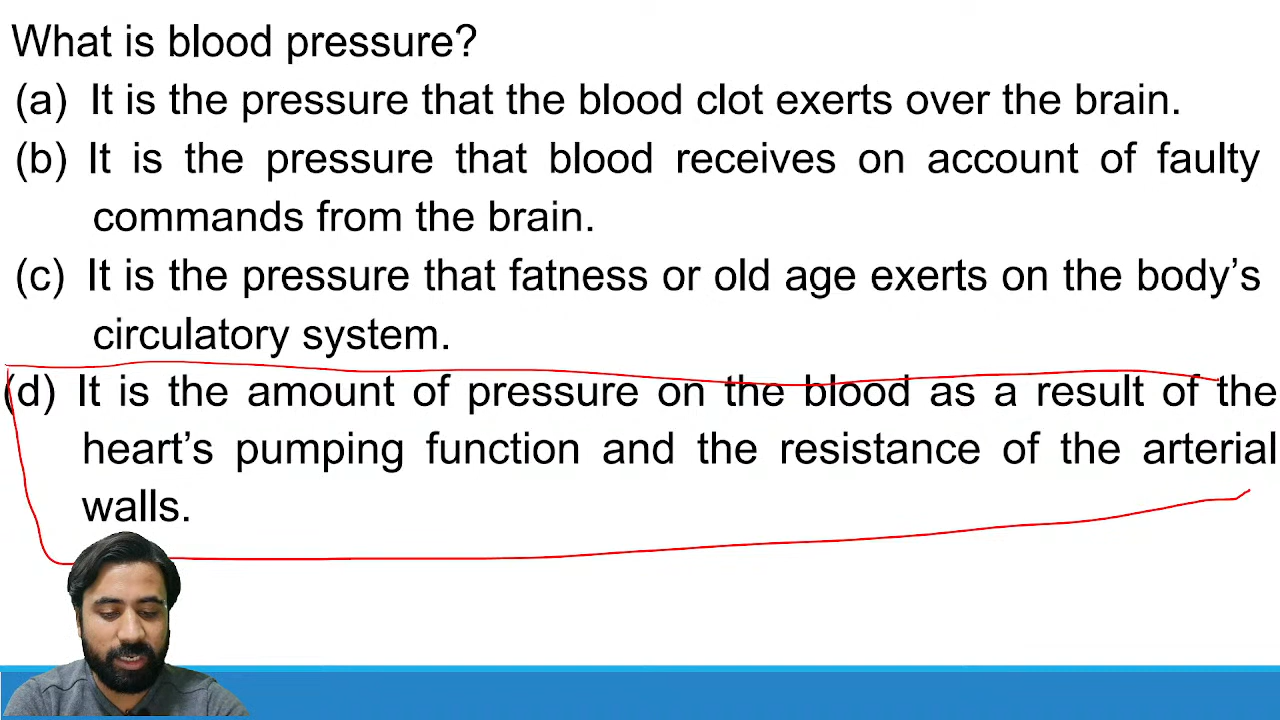 What is blood pressure?
(a) It is the pressure that the blood clot exerts over the brain.
(b) It is the pressure that blood receives on account of faulty
commands from the brain.
(c) It is the pressure that fatness or old age exerts on the body’s
circulatory system.
(d) It is the amount of pressure on the blood as a result of the
heart’s pumping function and the resistance of the arterial
walls.